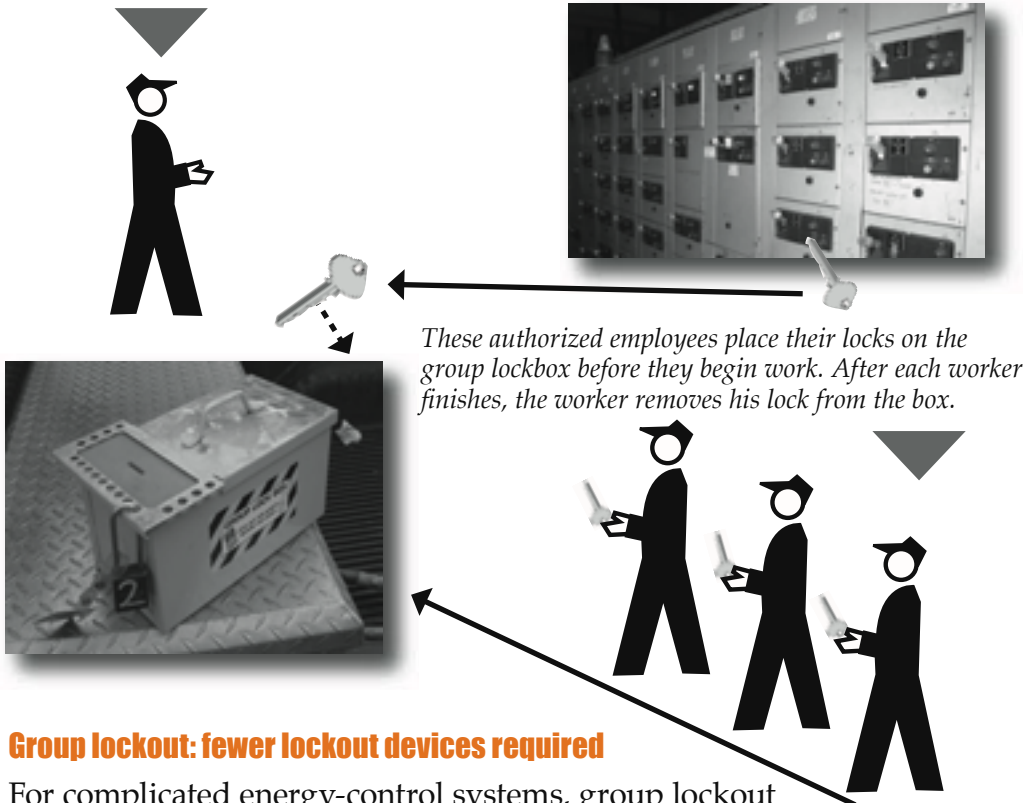 These authorized employees place their locks on the
group lockbox before they begin work. After each worker
finishes, the worker removes his lock from the box.
2
Group lockout: fewer lockout devices required
For complicated energy-control systems, group lockout